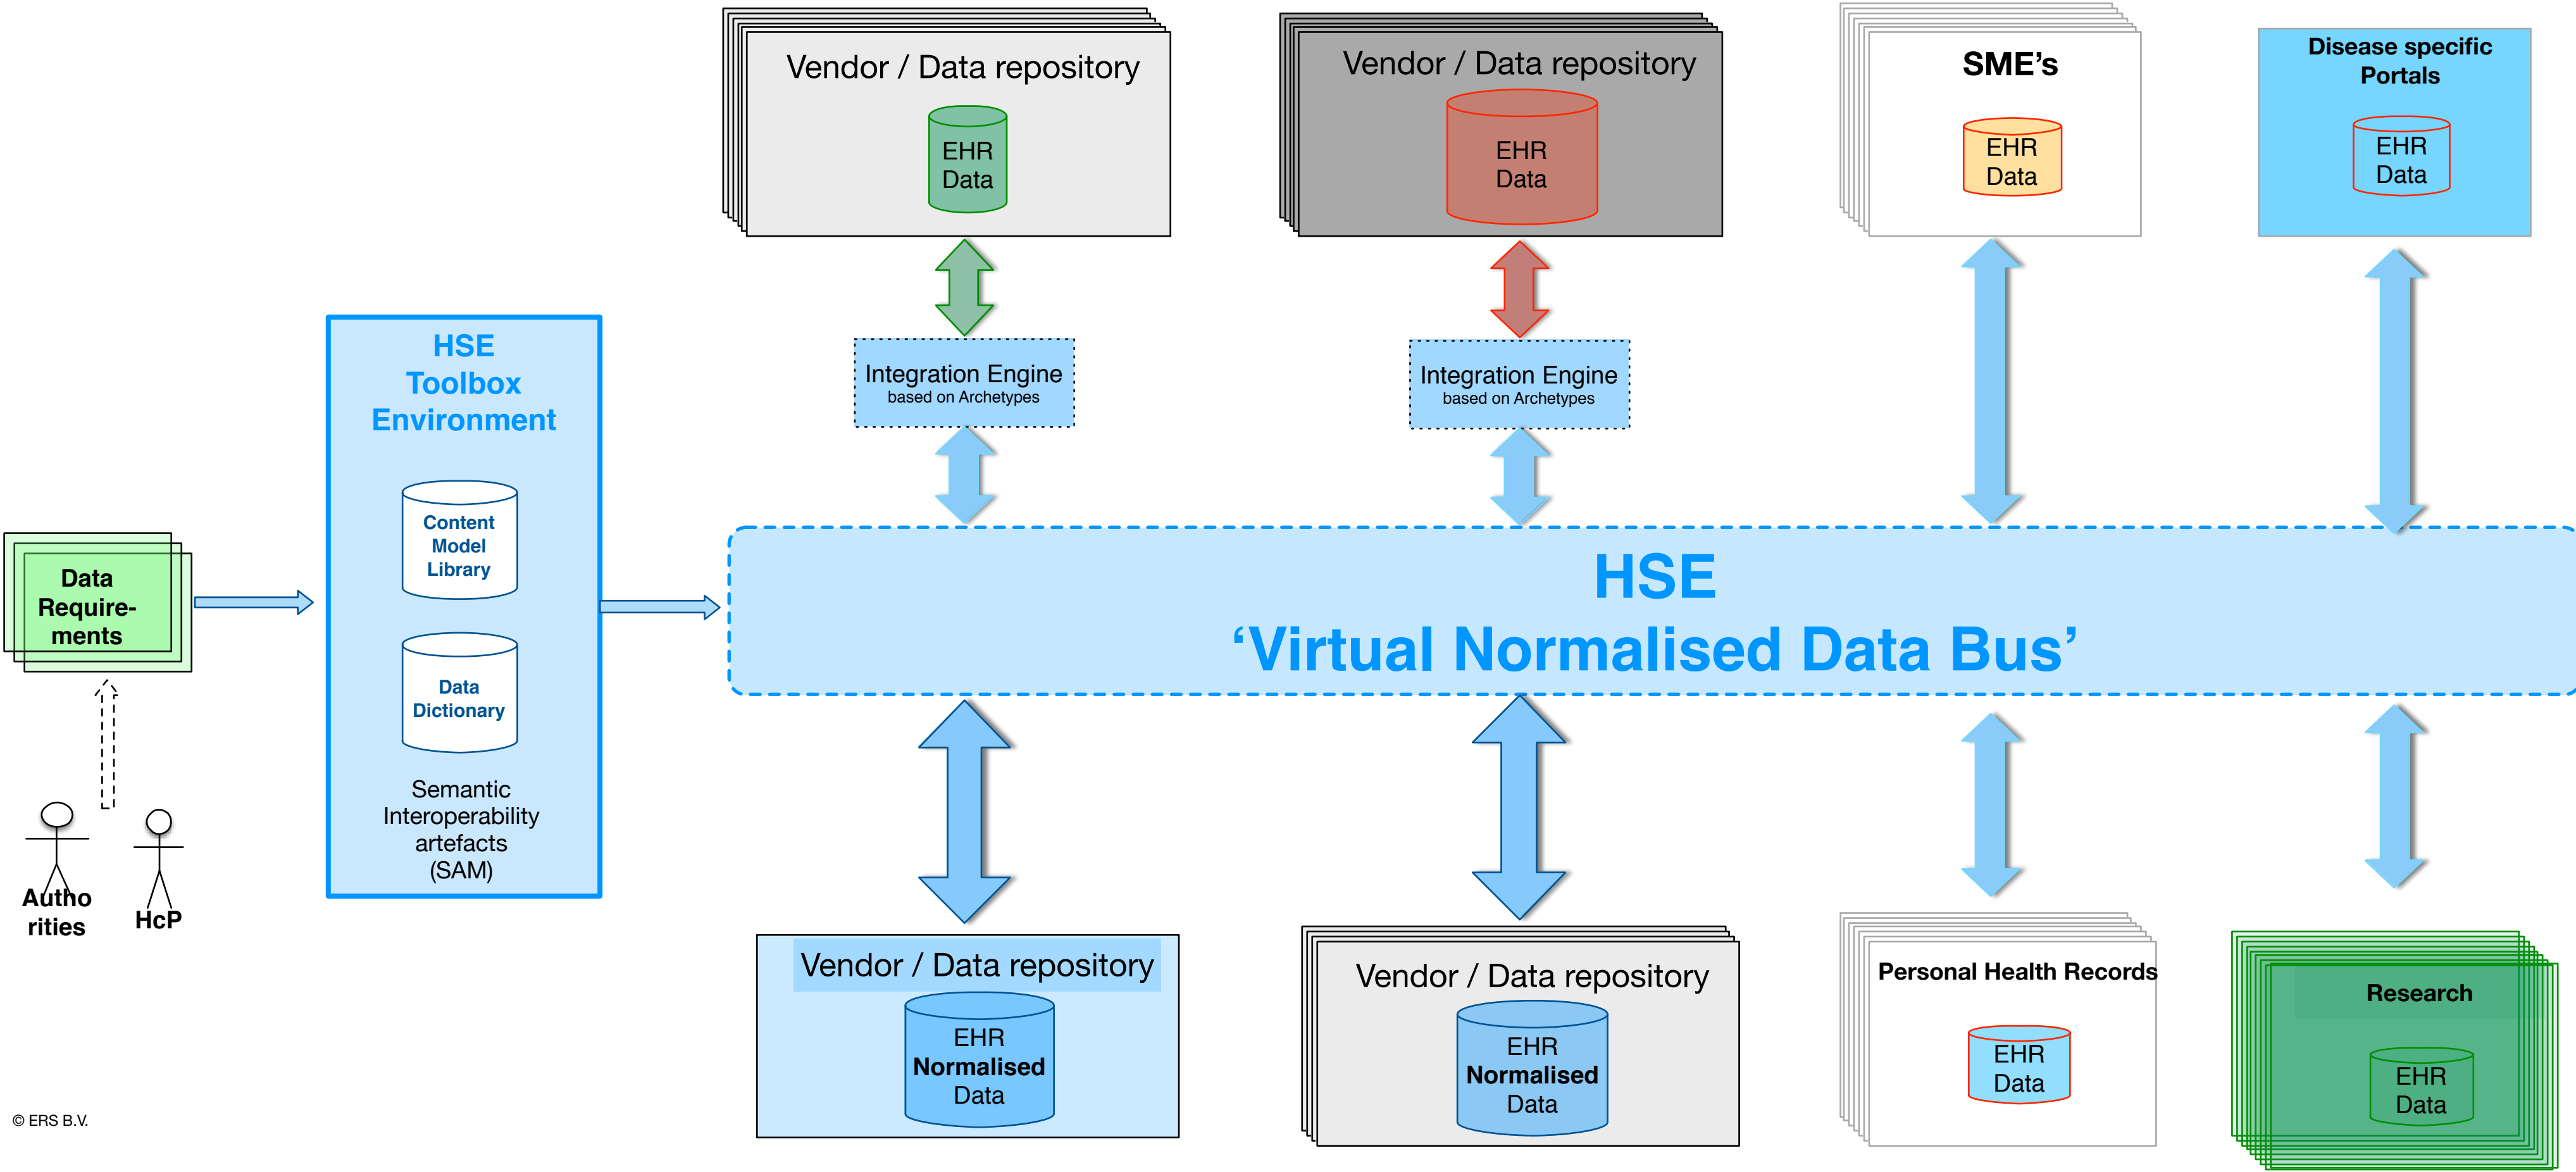 Vendor / Data repository
EHR
Data
Vendor / Data repository
EHR
Data
SME's
EHR
Data
Disease specific
Portals
EHR
Data
Integration Engine
based on Archetypes
Integration Engine
based on Archetypes
HSE
Toolbox
Environment
Content
Model
Library
Data
Dictionary
Semantic
Interoperability
artefacts
(SAM)
Data
Require-
ments
Autho
rities
HcP
HSE
‘Virtual Normalised Data Bus’
Vendor / Data repository
EHR
Normalised
Data
Vendor / Data repository
EHR
Normalised
Data
Personal Health Records
EHR
Data
Research
EHR
Data
© ERS B.V.